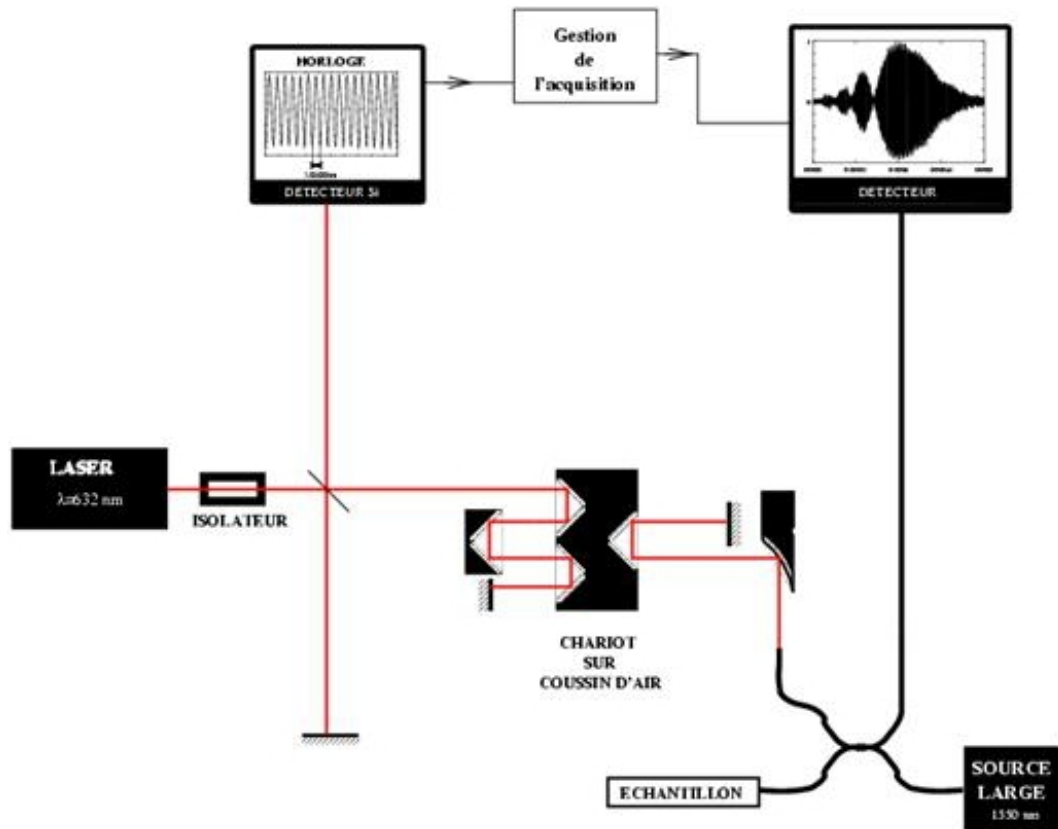 HORLOGE
DETECTEUR Si
Gestion
de
l'acquisition
DETECTEUR
LASER
λ=632 nm
ISOLATEUR
CHARIOT
SUR
COUSSIN D'AIR
ECHANTILLON
SOURCE
LARGE
1550 nm